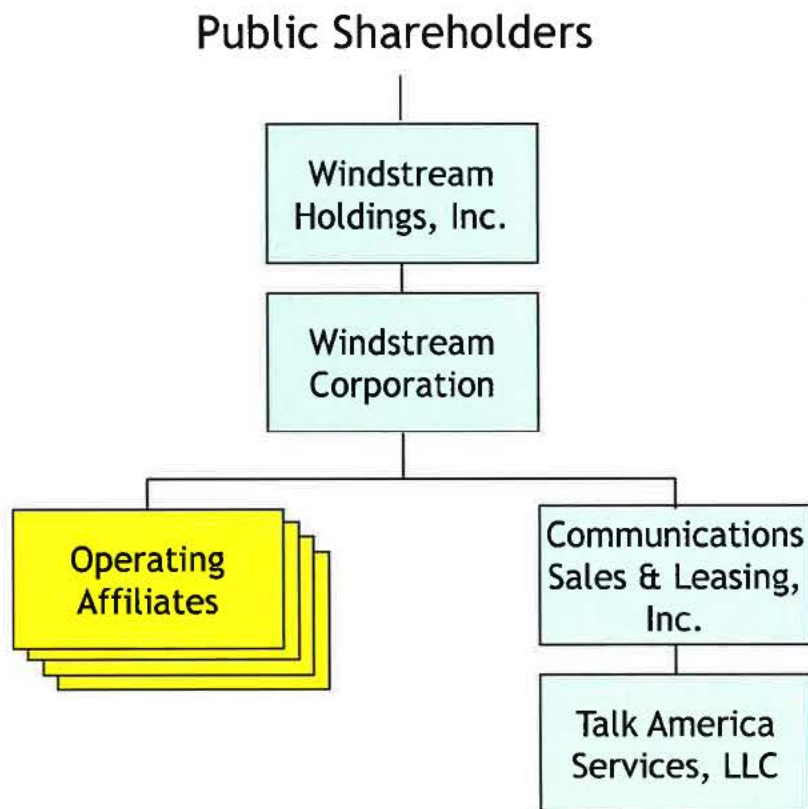 Public Shareholders
Windstream
Holdings, Inc.
Windstream
Corporation
Operating
Affiliates
Communications
Sales & Leasing,
Inc.
Talk America
Services, LLC